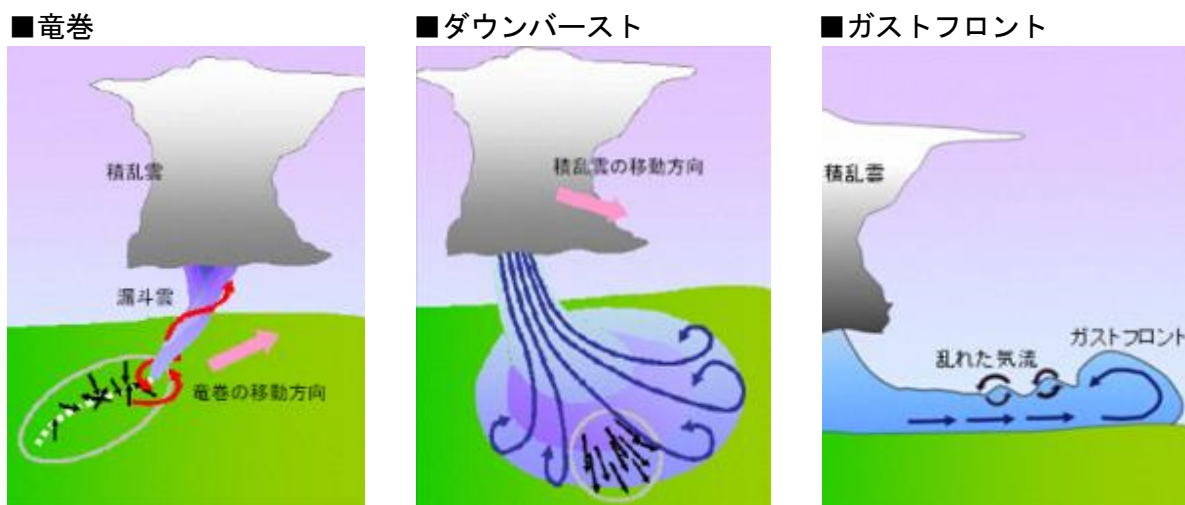 ■竜巻
■ダウンバースト
■ガストフロント
積乱雲
漏斗雲
竜巻の移動方向
積乱雲の移動方向
積乱雲
ガストフロント
乱れた気流